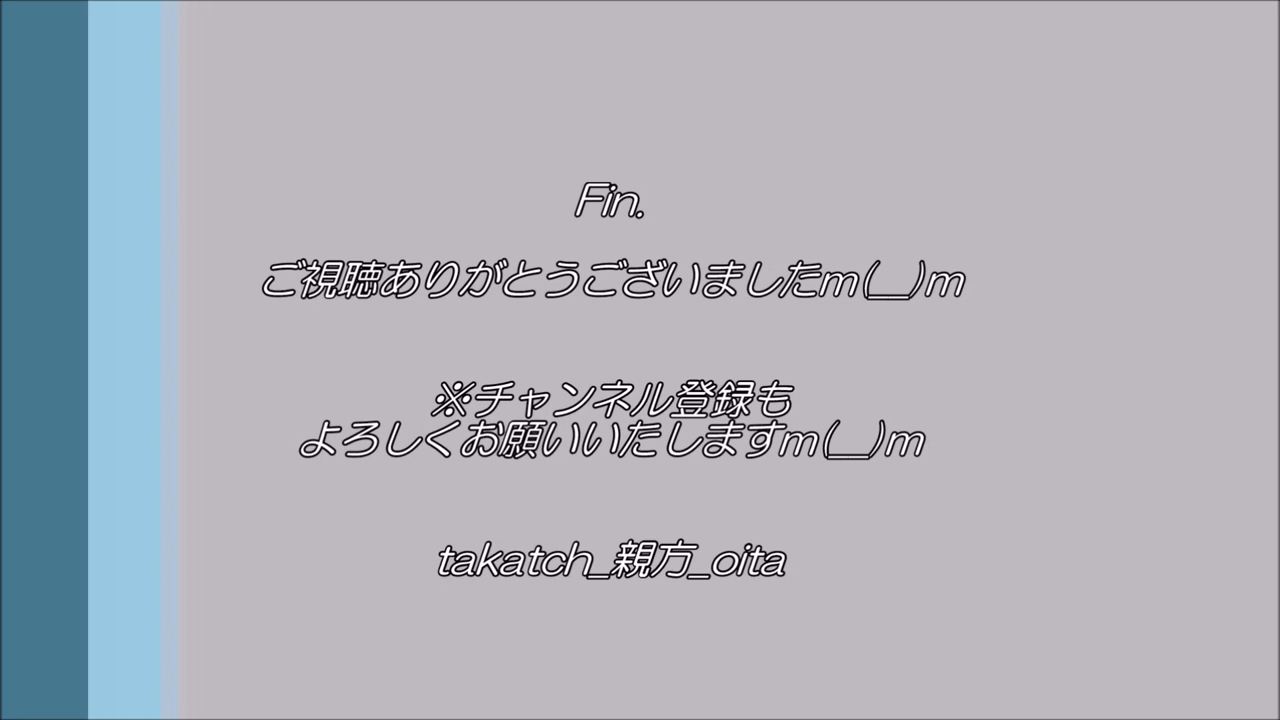 Fin.
ご視聴ありがとうございましたm(__)m
※チャンネル登録も
よろしくお願いいたしますm(__)m
takatch_親方_oita